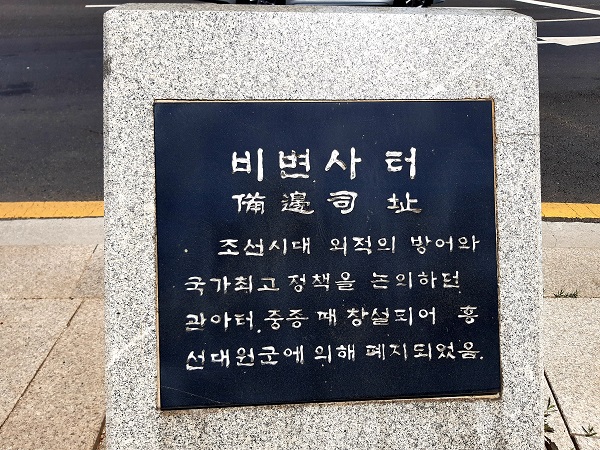 비변사 터
備邊司 址
조선시대 외적의 방어와
국가최고 정책을 논의하던
관아터. 중종 때 창설되어 흥
선대원군에 의해 폐지되었음.